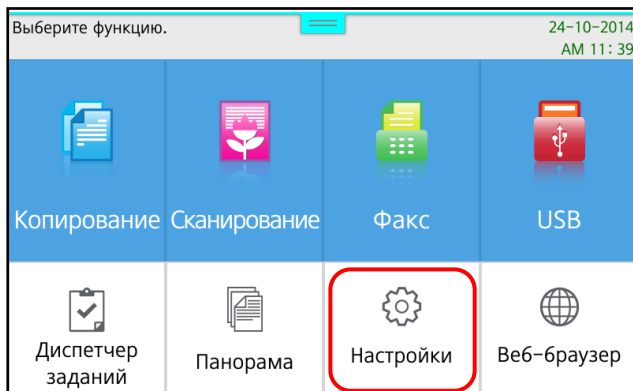 Выберите функцию.
24-10-2014
AM 11: 39
Копирование
Сканирование
Факс
USB
Диспетчер
заданий
Панорама
Настройки
Веб-браузер